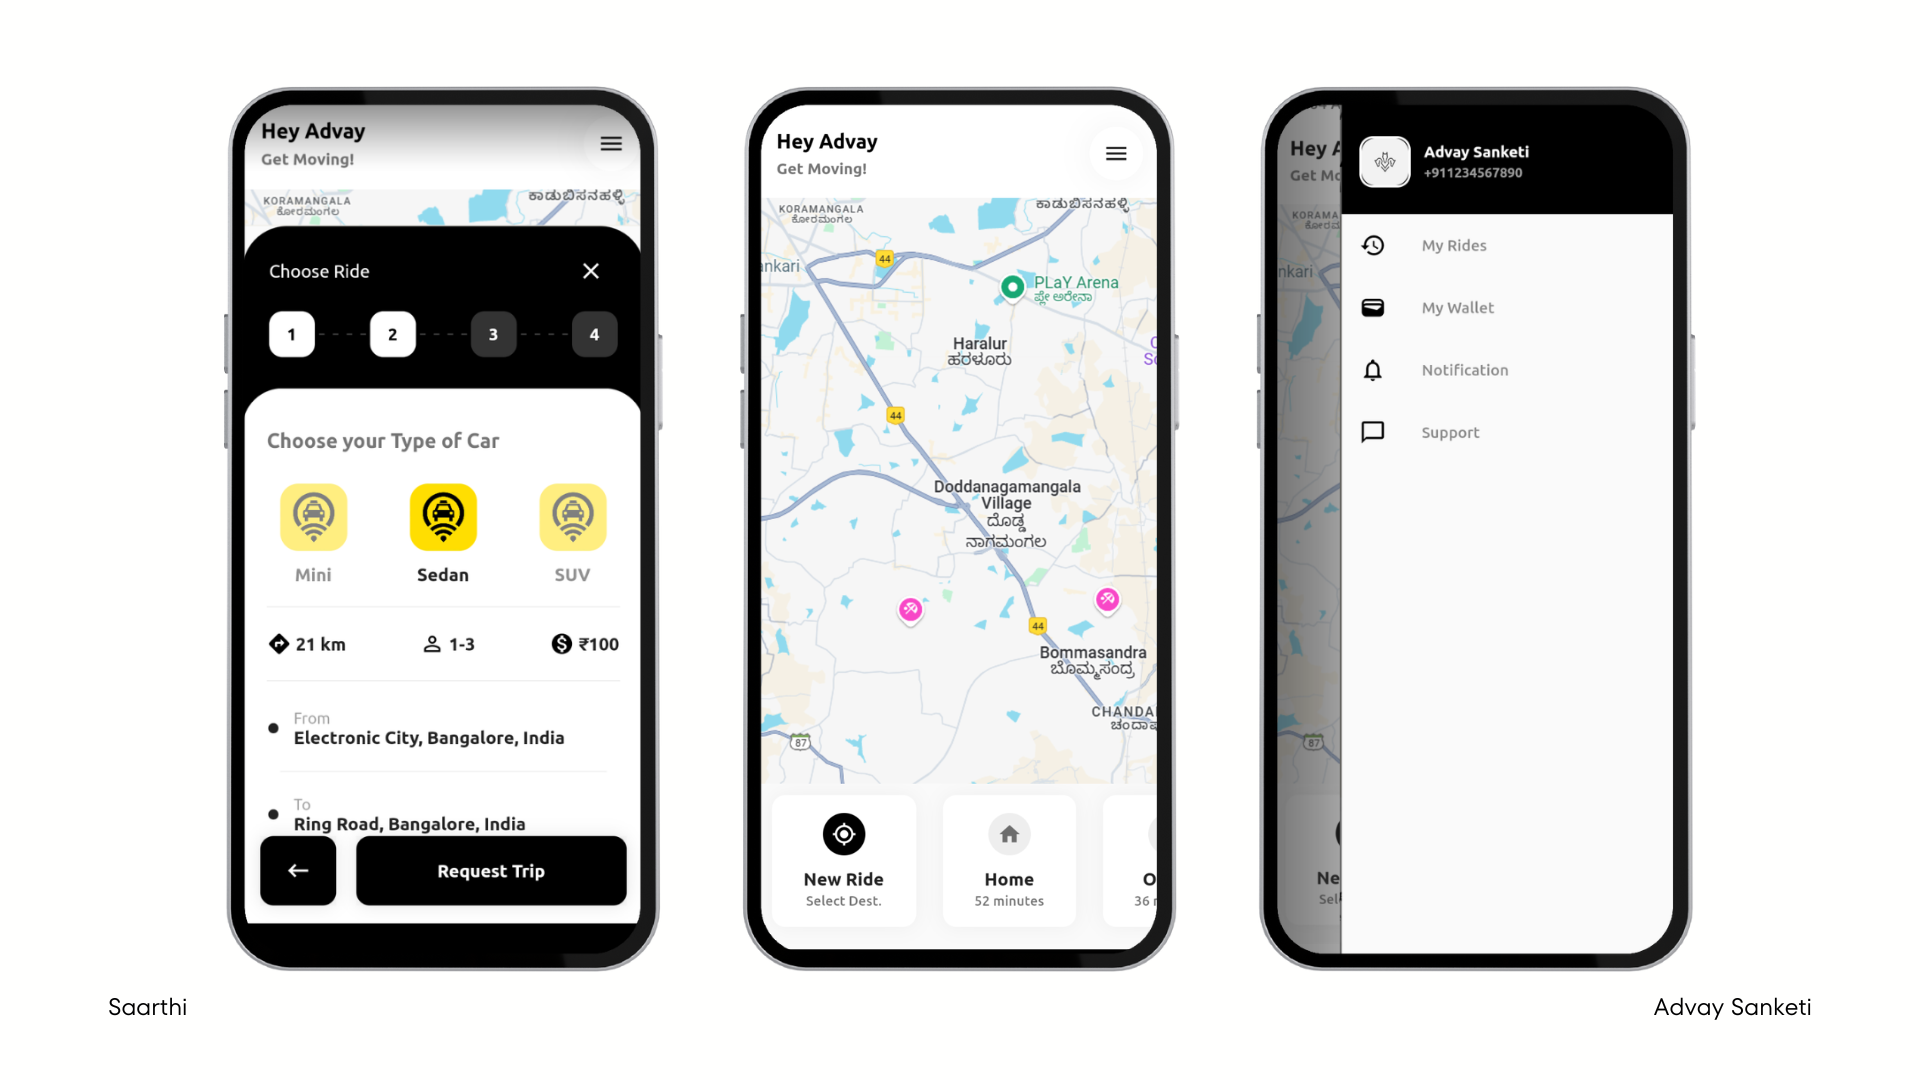 Hey Advay
Get Moving!
KORAMANGALA
ಕೋರಮಂಗಲ
ಕಾಡುಬಿಸನಹಳ್ಳಿ
Choose Ride
1
2
3
4
Choose your Type of Car
Mini
Sedan
SUV
21 km
1-3
₹100
From
Electronic City, Bangalore, India
To
Ring Road, Bangalore, India
Request Trip
Hey Advay
Get Moving!
KORAMANGALA
ಕೋರಮಂಗಲ
ಕಾಡುಬಿಸನಹಳ್ಳಿ
nkari
44
PLaY Arena
ಪ್ಲೇ ಅರೇನಾ
Haralur
ಹರಳೂರು
44
Doddanagamangala
Village
ದೊಡ್ಡ
ನಾಗಮಂಗಲ
44
Bommasandra
ಬೊಮ್ಮಸಂದ್ರ
CHANDA
ಚಂದಾಪ
87
New Ride
Select Dest.
Home
52 minutes
O
36
Hey A
Get Mo
KORAMA
ಕೋರಮ
nkari
87
Ne
Sel
Advay Sanketi
+911234567890
My Rides
My Wallet
Notification
Support
Saarthi
Advay Sanketi